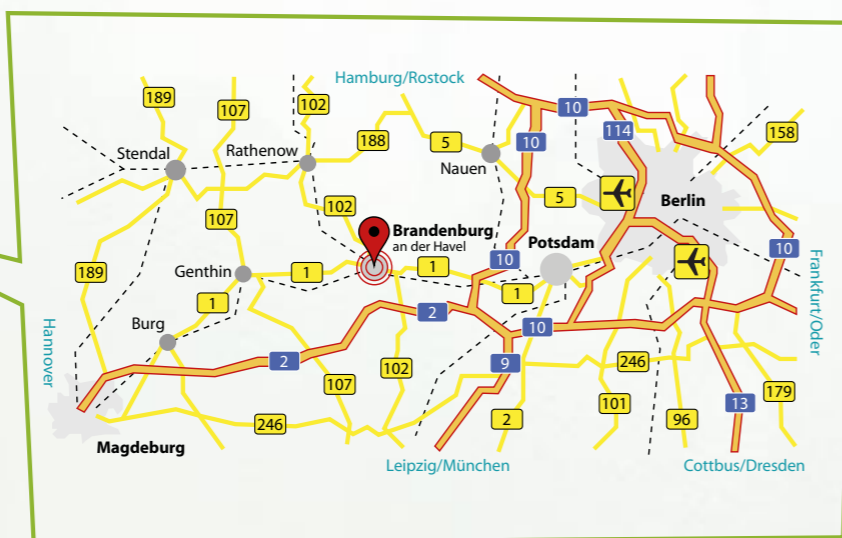 Hamburg/Rostock
189
107
102
10
10
114
158
188
5
Stendal
Rathenow
Nauen
5
Berlin
107
102
Brandenburg
an der Havel
Potsdam
10
10
189
Genthin
1
1
1
1
Frankfurt/Oder
Hannover
Burg
2
10
2
9
246
107
102
101
179
246
2
96
13
Magdeburg
Leipzig/München
Cottbus/Dresden